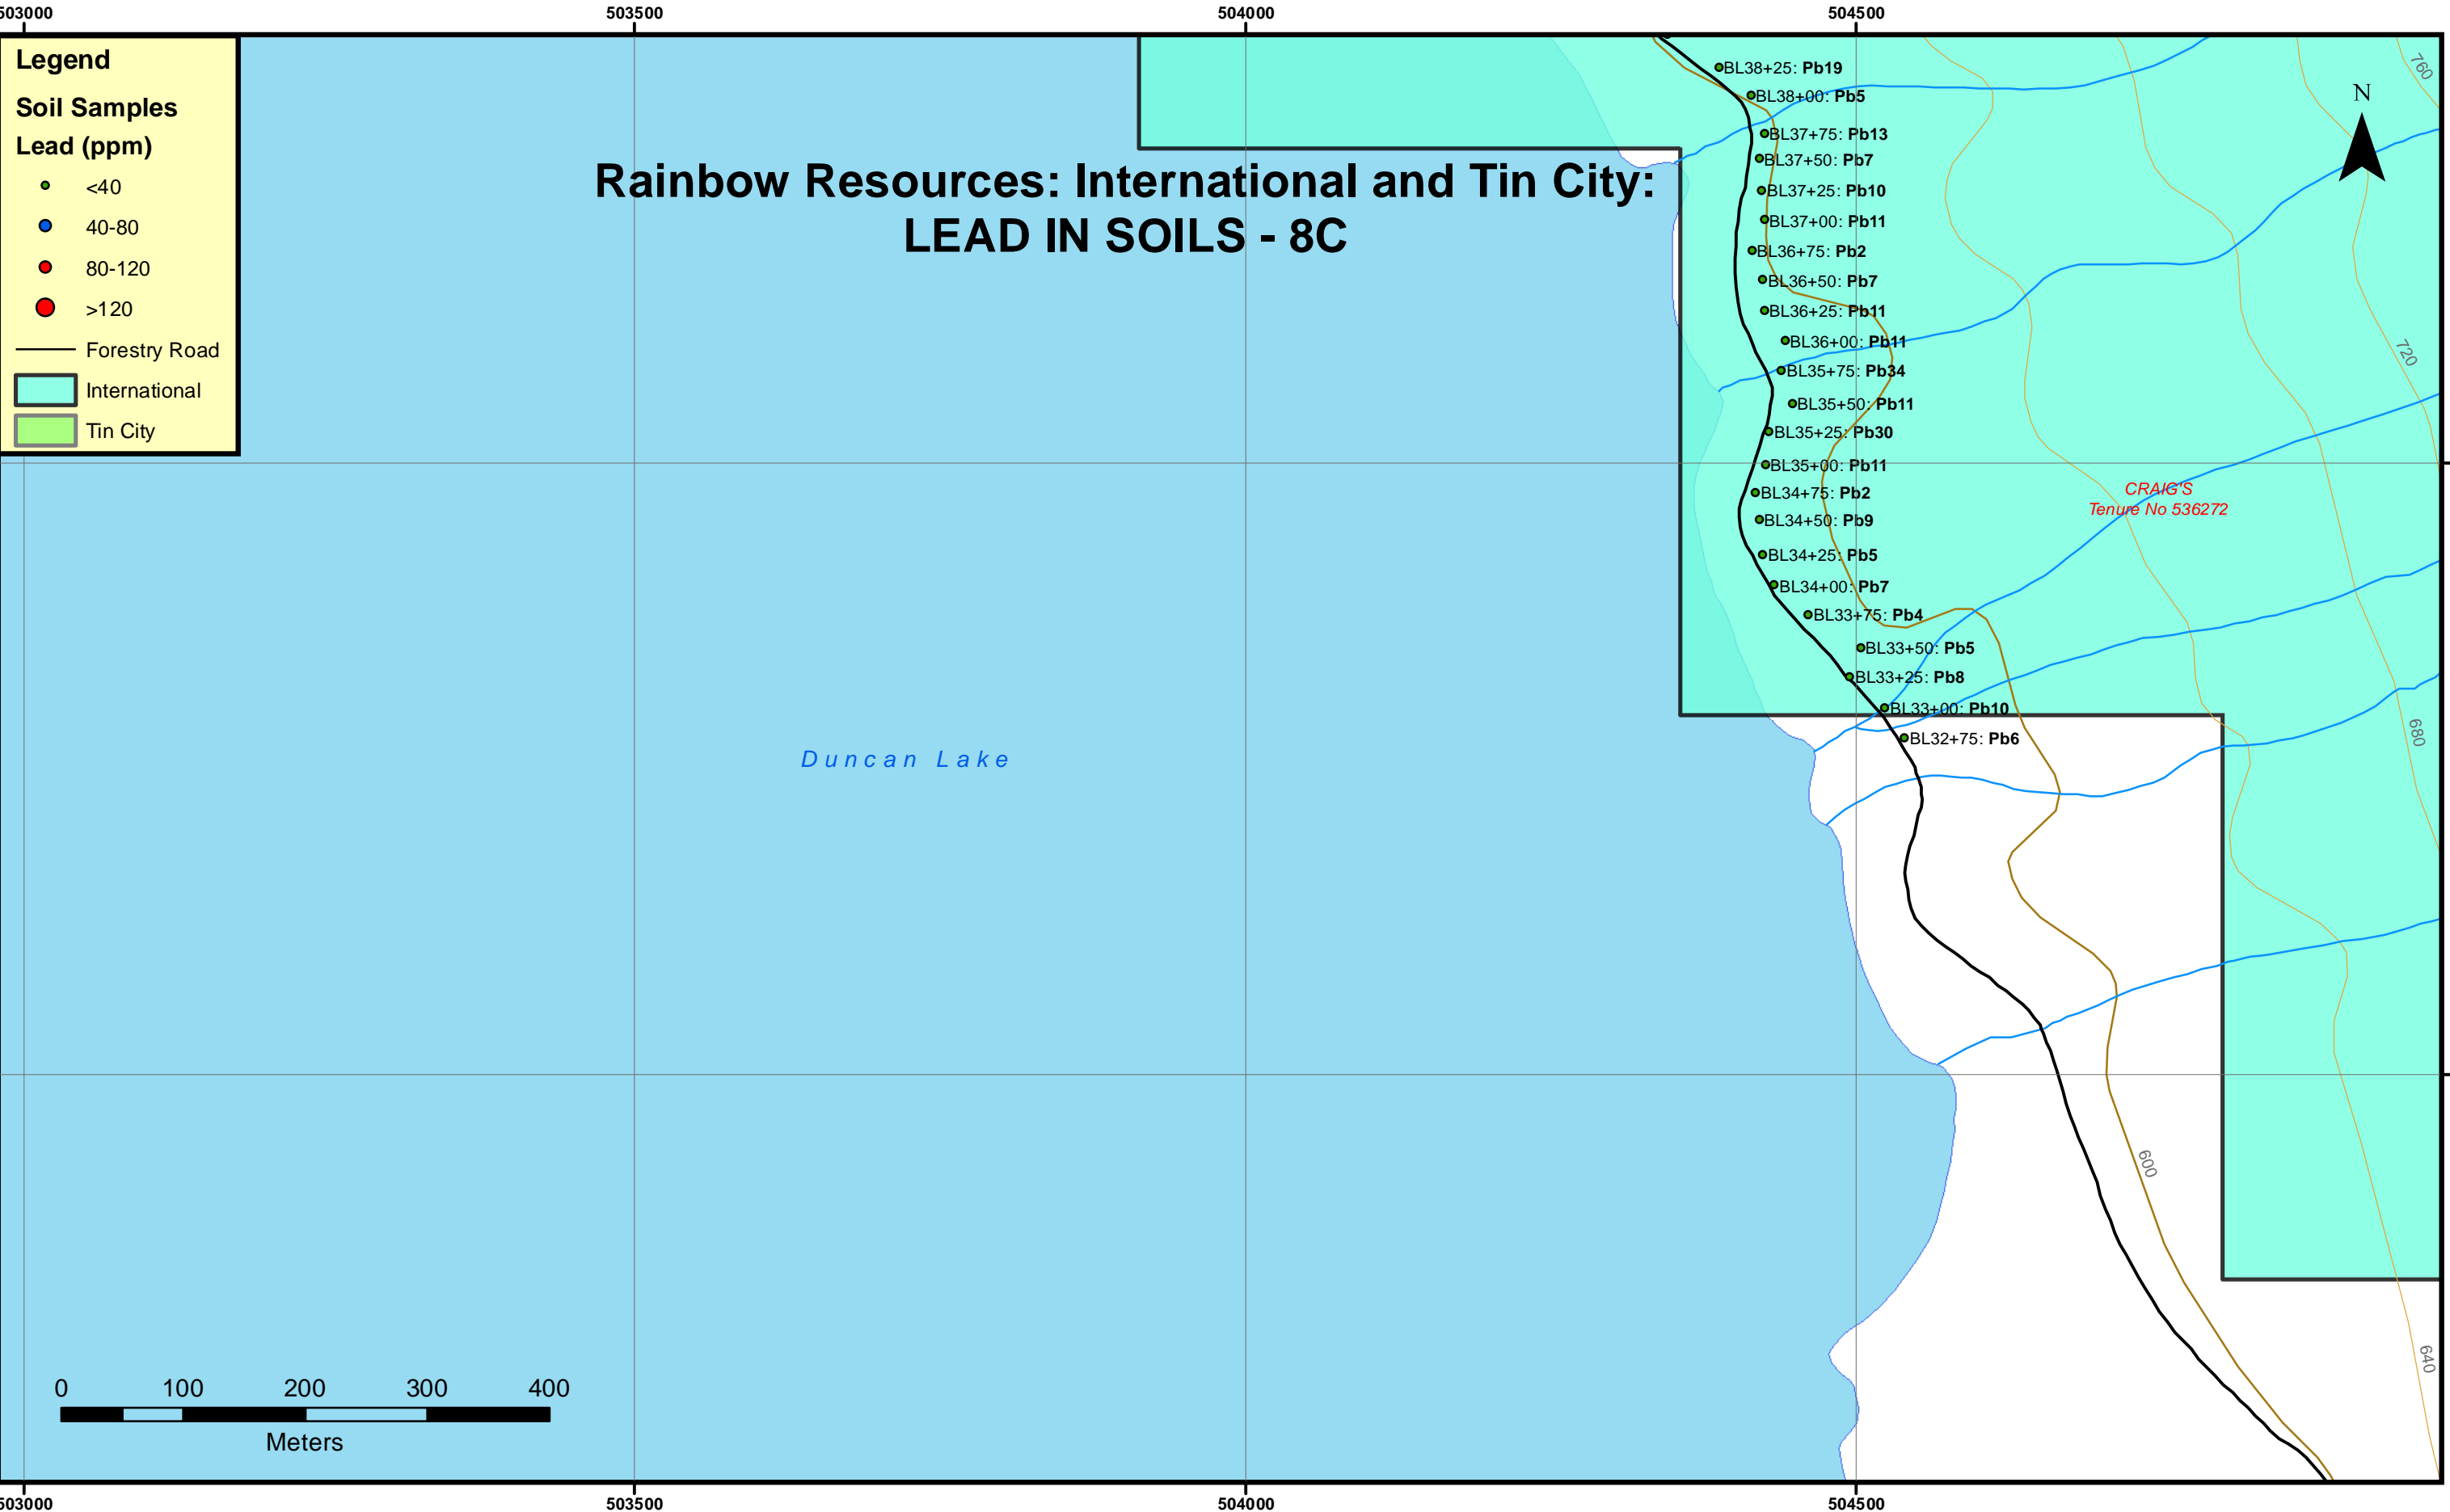 503000
503500
504000
504500
Legend
Soil Samples
Lead (ppm)
<40
40-80
80-120
>120
Forestry Road
International
Tin City
Rainbow Resources: International and Tin City:
LEAD IN SOILS - 8C
N
760
720
680
640
600
BL38+25: Pb19
BL38+00: Pb5
BL37+75: Pb13
BL37+50: Pb7
BL37+25: Pb10
BL37+00: Pb11
BL36+75: Pb2
BL36+50: Pb7
BL36+25: Pb11
BL36+00: Pb11
BL35+75: Pb34
BL35+50: Pb11
BL35+25: Pb30
BL35+00: Pb11
BL34+75: Pb2
BL34+50: Pb9
BL34+25: Pb5
BL34+00: Pb7
BL33+75: Pb4
BL33+50: Pb5
BL33+25: Pb8
BL33+00: Pb10
BL32+75: Pb6
CRAIG'S
Tenure No 536272
Duncan Lake
0 100 200 300 400
Meters
503000
503500
504000
504500